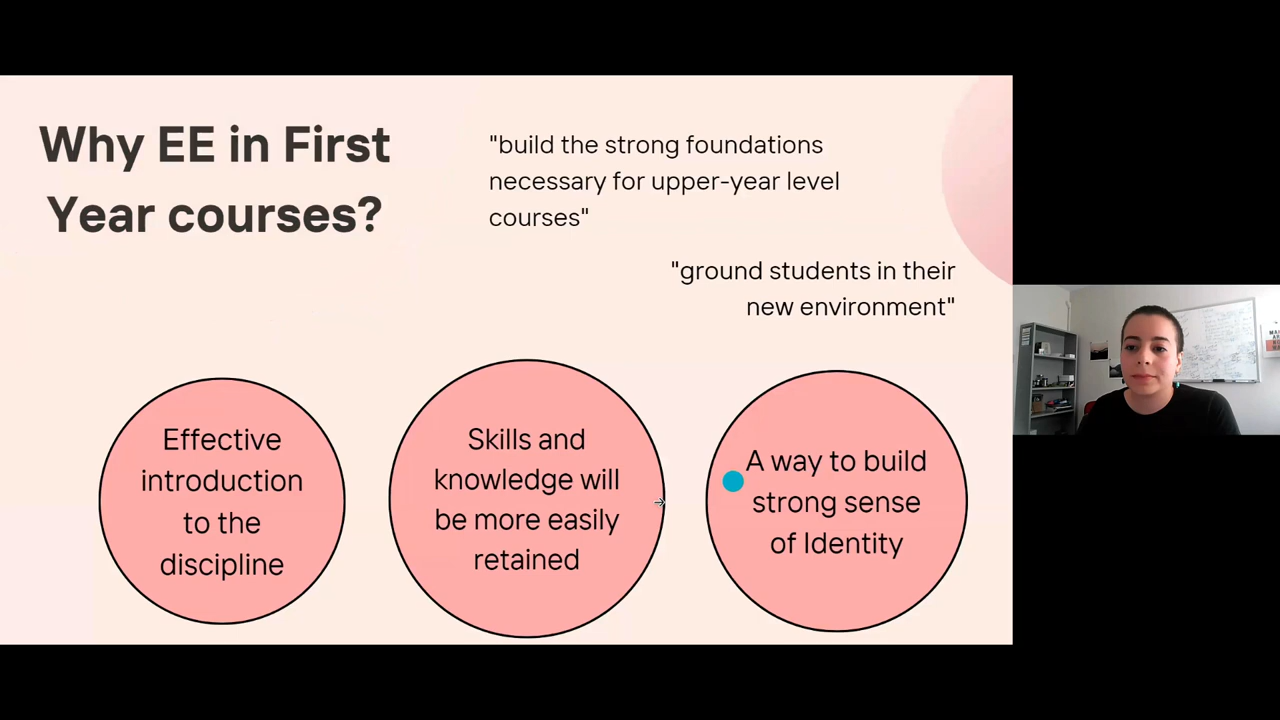 Why EE in First
Year courses?
"build the strong foundations
necessary for upper-year level
courses"
"ground students in their
new environment"
Effective
introduction
to the
discipline
Skills and
knowledge will
be more easily
retained
A way to build
strong sense
of Identity